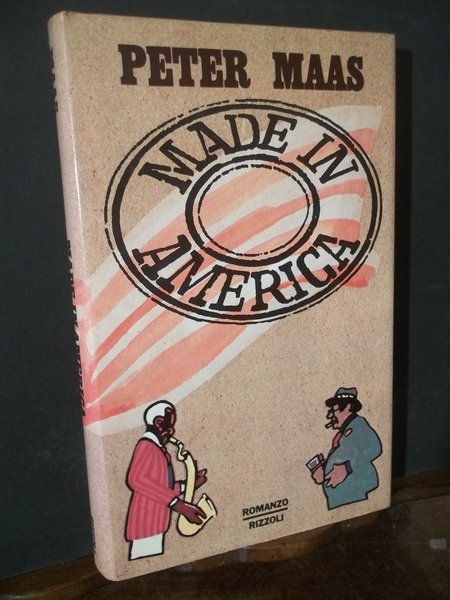 PETER MAAS
MADE IN
AMERICA
ROMANZO
RIZZOLI